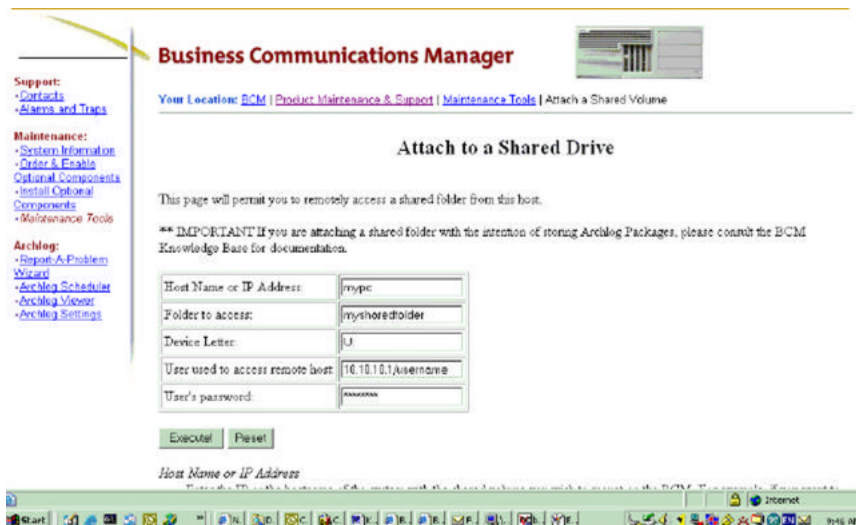 Business Communications Manager
Support:
•Contacts
•Alarms and Traps
Maintenance:
•System Information
•Order & Enable
Optional Components
•Install Optional
Components
•Maintenance Tools
Archlog:
•Report-A-Problem
Wizard
•Archlog Scheduler
•Archlog Viewer
•Archlog Settings
Your Location: BCM | Product Maintenance & Support | Maintenance Tools | Attach a Shared Volume
Attach to a Shared Drive
This page will permit you to remotely access a shared folder from this host.
** IMPORTANT If you are attaching a shared folder with the intention of storing Archlog Packages, please consult the BCM
Knowledge Base for documentation.
Host Name or IP Address: mypc
Folder to access: mysharedfolder
Device Letter: U
User used to access remote host: 10.10.10.1/username
User's password: ********
Execute! Reset
Host Name or IP Address
Internet
Start
9:46 AM